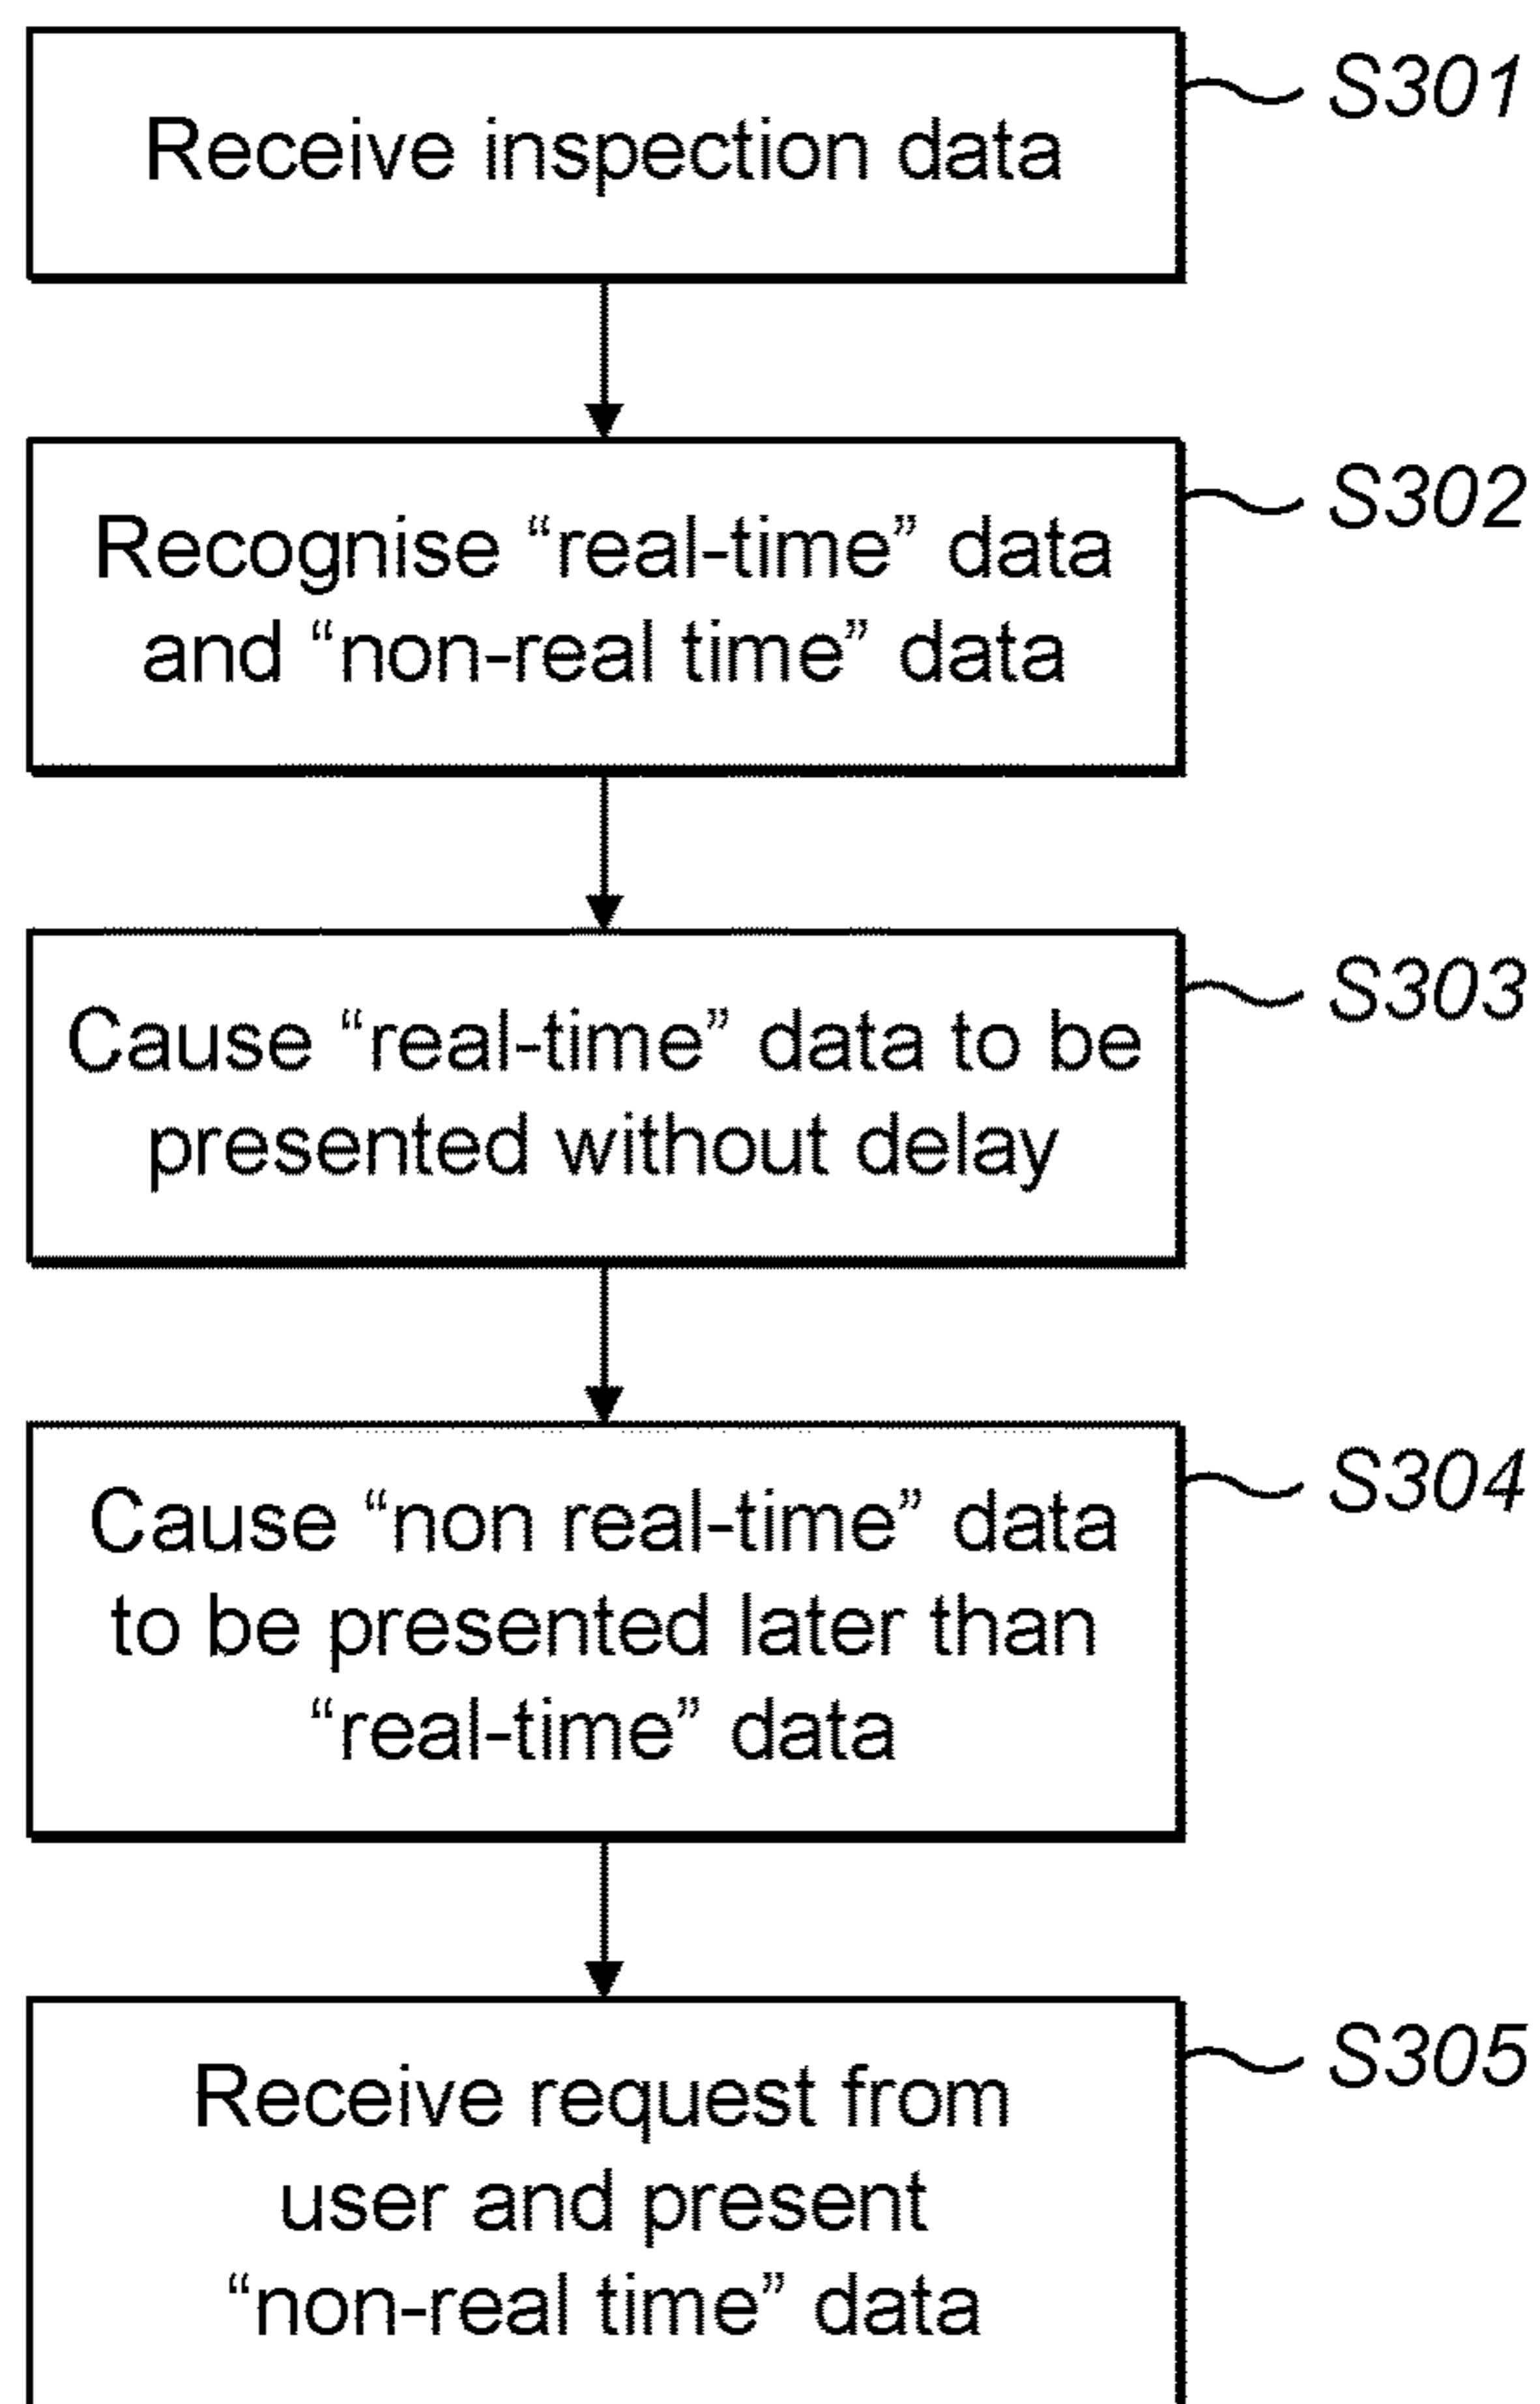 Receive inspection data
S301
Recognise “real-time” data
and “non-real time” data
S302
Cause “real-time” data to be
presented without delay
S303
Cause “non real-time” data
to be presented later than
“real-time” data
S304
Receive request from
user and present
“non-real time” data
S305